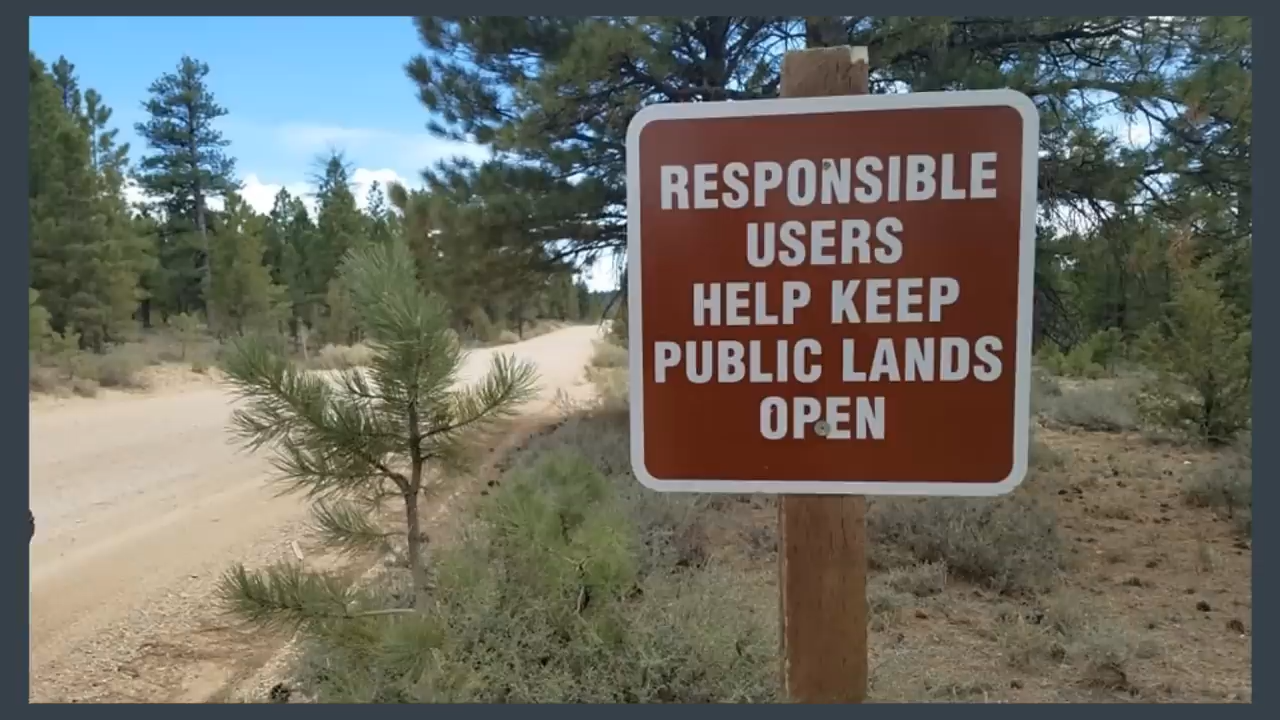 RESPONSIBLE
USERS
HELP KEEP
PUBLIC LANDS
OPEN